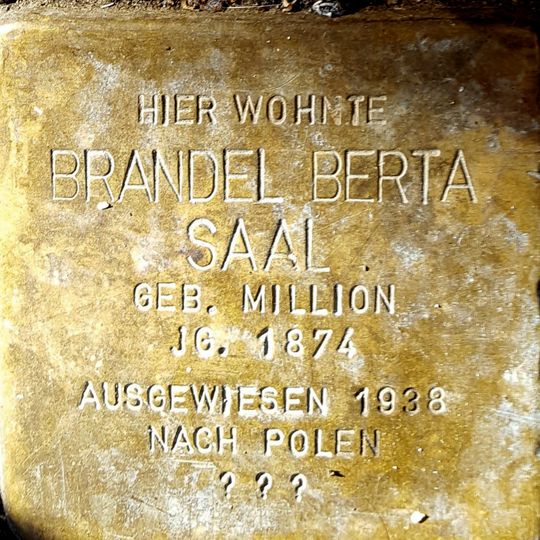 HIER WOHNTE
BRANDEL BERTA
SAAL
GEB. MILLION
JG. 1874
AUSGEWIESEN 1938
NACH POLEN
? ? ?